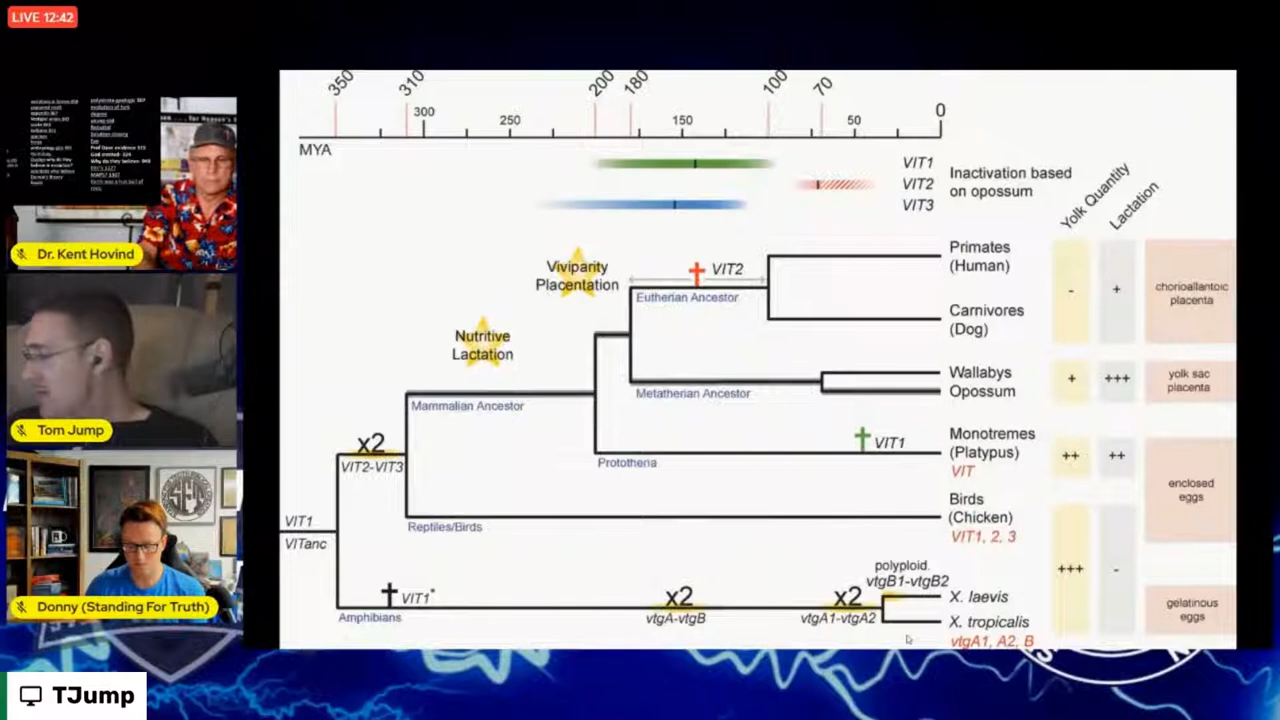 LIVE 12:42
350
310
200
180
100
70
0
300
250
150
50
MYA
VIT1
VIT2
VIT3
Inactivation based
on opossum
Yolk Quantity
Lactation
Viviparity
Placentation
VIT2
Eutherian Ancestor
Primates
(Human)
-
+
chorioallantoic
placenta
Carnivores
(Dog)
Nutritive
Lactation
Wallabys
Opossum
+
+++
yolk sac
placenta
Metatherian Ancestor
Mammalian Ancestor
x2
VIT2-VIT3
VIT1
Prototheria
Monotremes
(Platypus)
VIT
++
++
enclosed
eggs
Birds
(Chicken)
VIT1, 2, 3
Reptiles/Birds
VIT1
VITanc
+++
-
polyploid.
vtgB1-vtgB2
VIT1*
Amphibians
x2
vtgA-vtgB
x2
vtgA1-vtgA2
X. laevis
X. tropicalis
vtgA1, A2, B
gelatinous
eggs
Dr. Kent Hovind
Tom Jump
SFT
Donny (Standing For Truth)
TJump